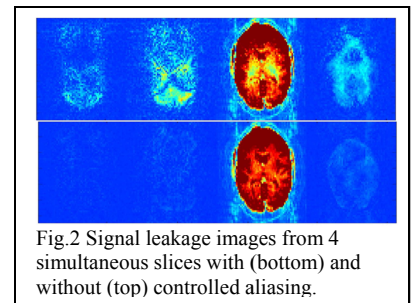 Fig.2 Signal leakage images from 4
simultaneous slices with (bottom) and
without (top) controlled aliasing.